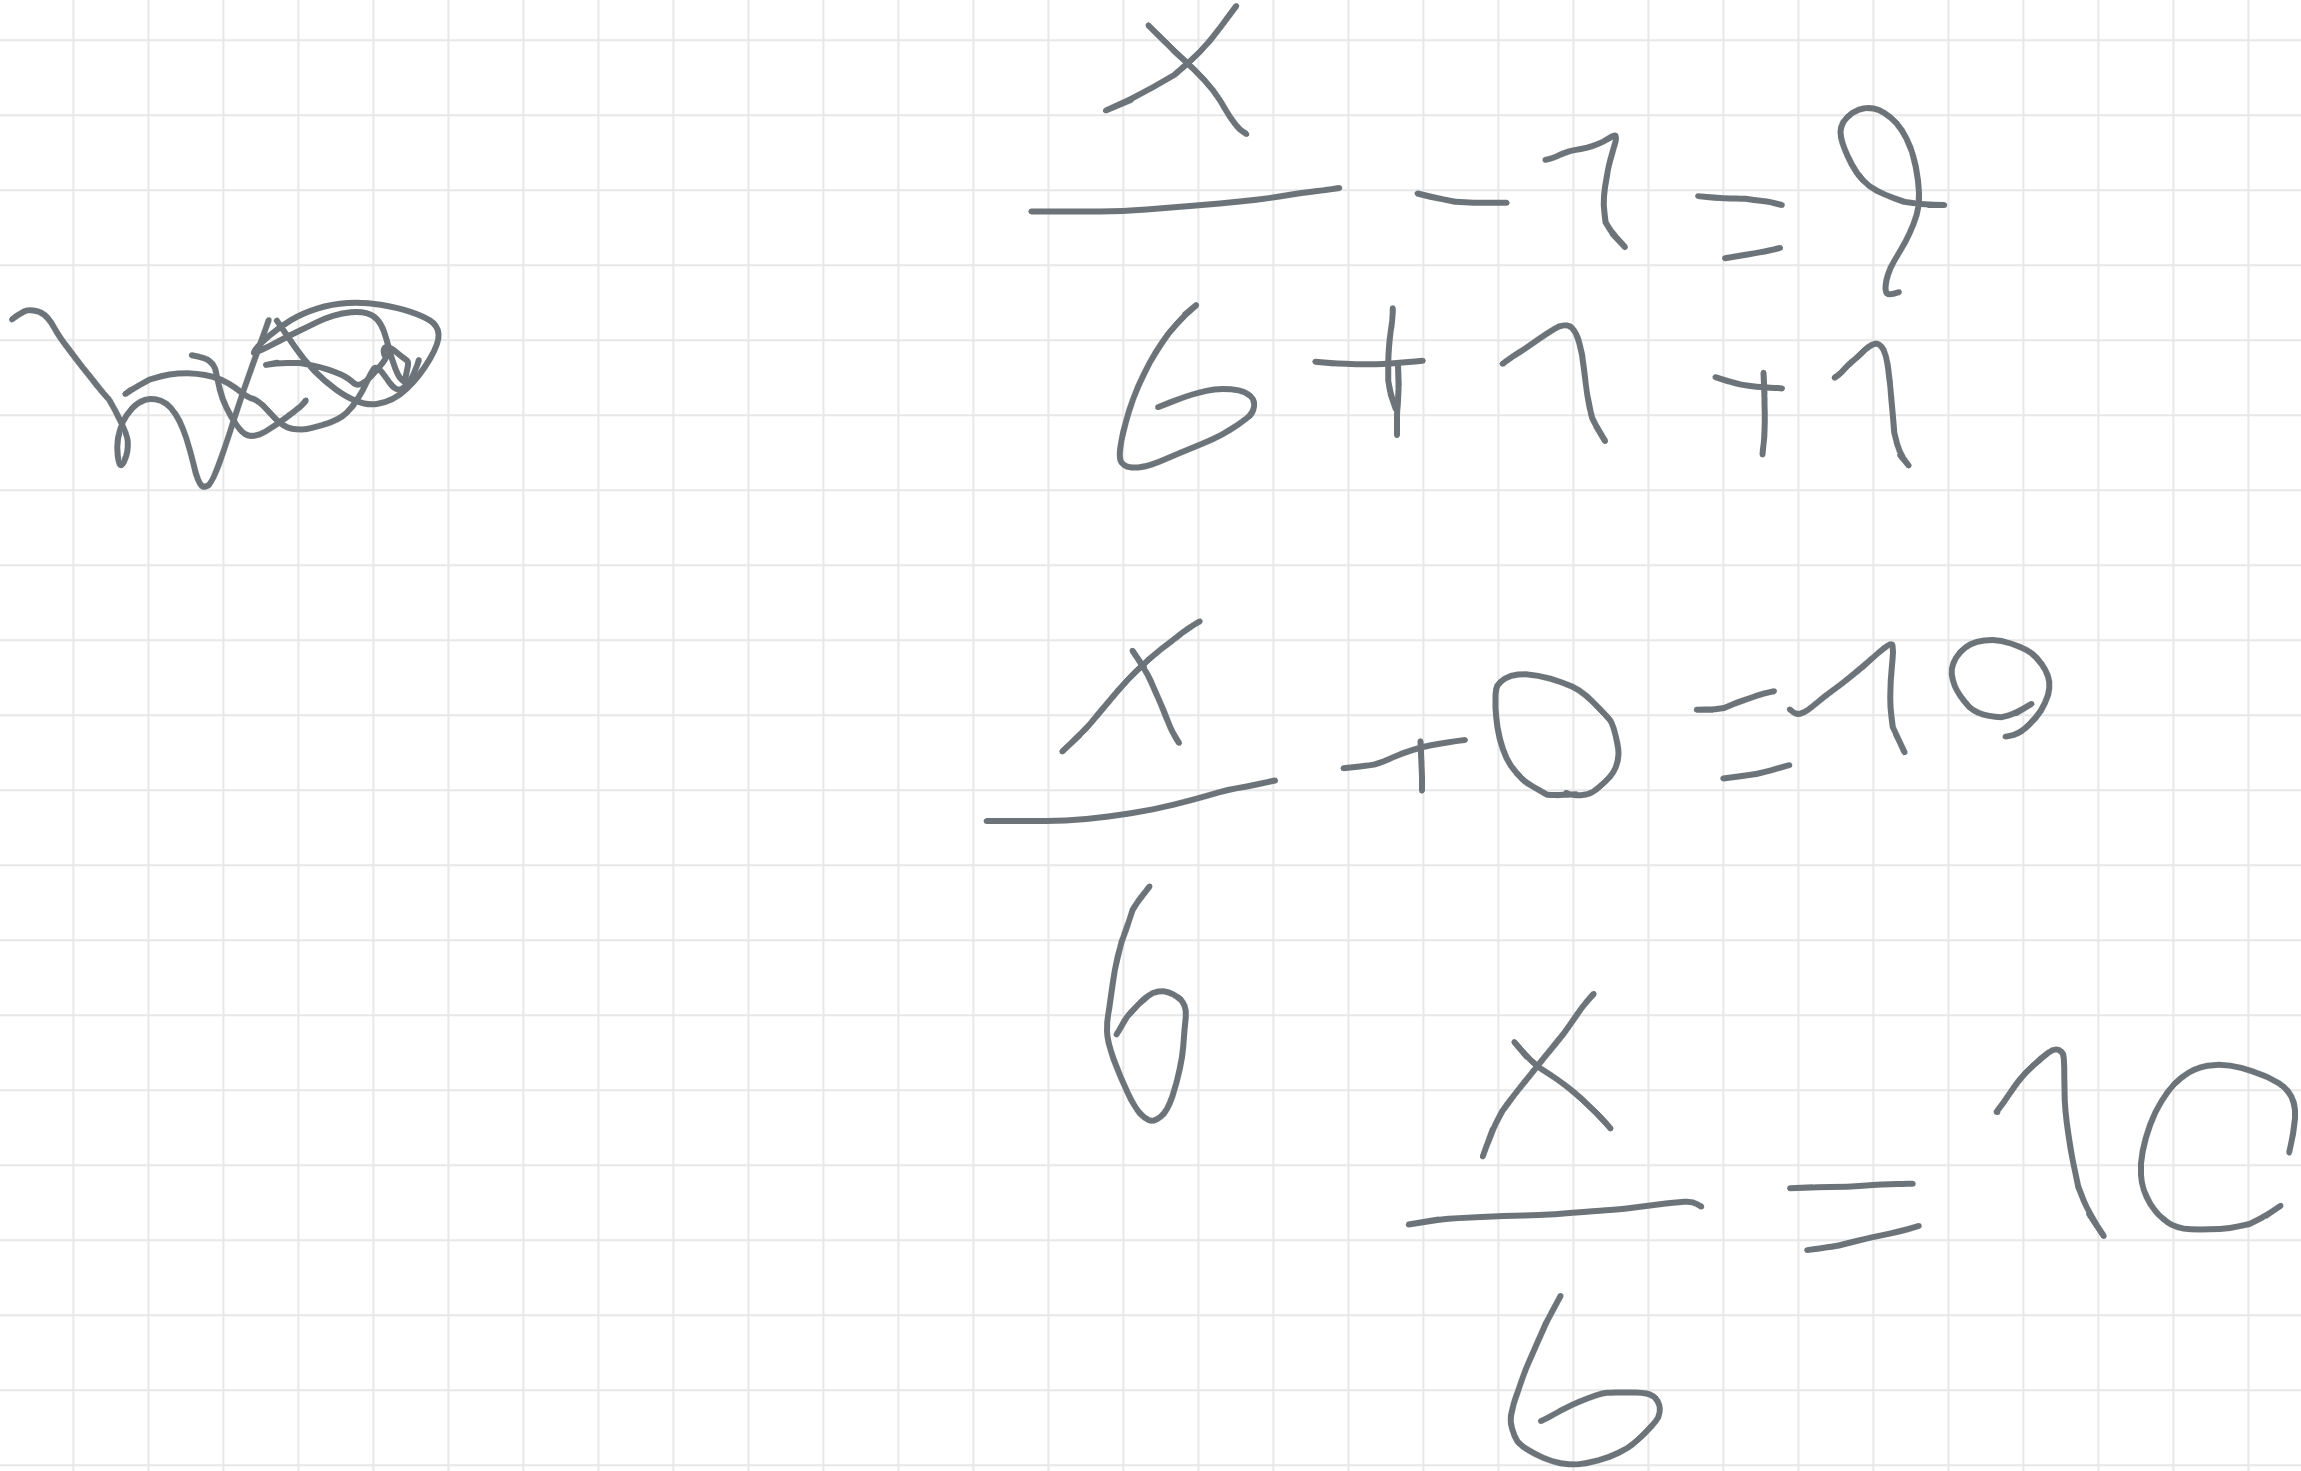 x
— - 1 = 9
6 + 1 + 1
x
— + 0 = 10
6
x
— = 10
6